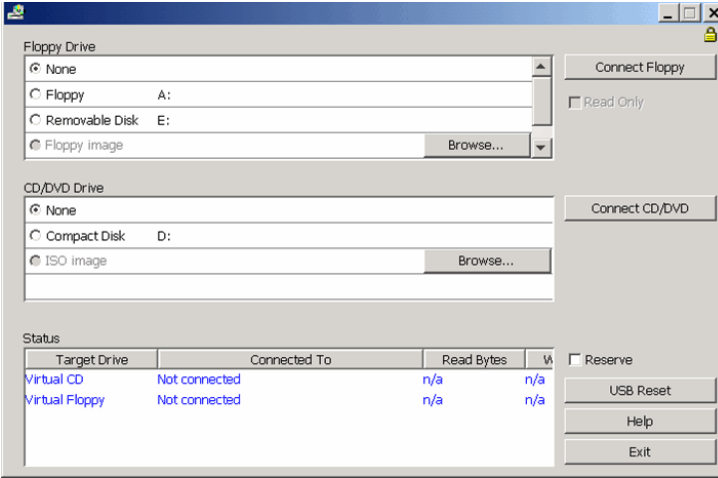 Floppy Drive
None
Connect Floppy
Floppy A:
Read Only
Removable Disk E:
Floppy image Browse...
CD/DVD Drive
None
Connect CD/DVD
Compact Disk D:
ISO image Browse...
Status
Target Drive Connected To Read Bytes
Reserve
Virtual CD Not connected n/a n/a
USB Reset
Virtual Floppy Not connected n/a n/a
Help
Exit